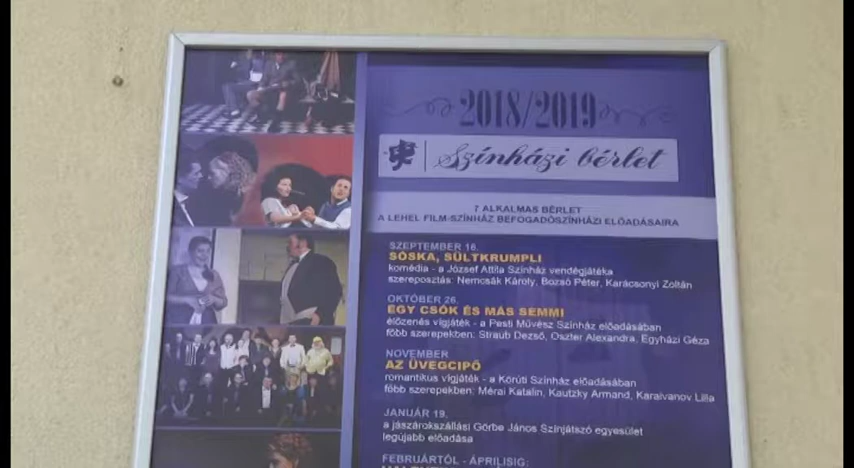 2018/2019
Színházi bérlet
7 ALKALMAS BÉRLET
A LEHEL FILM-SZÍNHÁZ BEFOGADÓSZÍNHÁZI ELŐADÁSAIRA
SZEPTEMBER 16.
SÓSKA, SÜLTKRUMPLI
komédia - a József Attila Színház vendégjátéka
szereposztás: Nemcsák Károly, Bozsó Péter, Karácsonyi Zoltán
OKTÓBER 26.
EGY CSÓK ÉS MÁS SEMMI
élőzenés vígjáték - a Pesti Művész Színház előadásában
főbb szerepekben: Straub Dezső, Oszter Alexandra, Egyházi Géza
NOVEMBER
AZ ÜVEGCIPŐ
romantikus vígjáték - a Körúti Színház előadásában
főbb szerepekben: Mérai Katalin, Kautzky Armand, Karaivanov Lilla
JANUÁR 19.
a jászárokszállási Görbe János Színjátszó egyesület
legújabb előadása
FEBRUÁRTÓL - ÁPRILISIG: